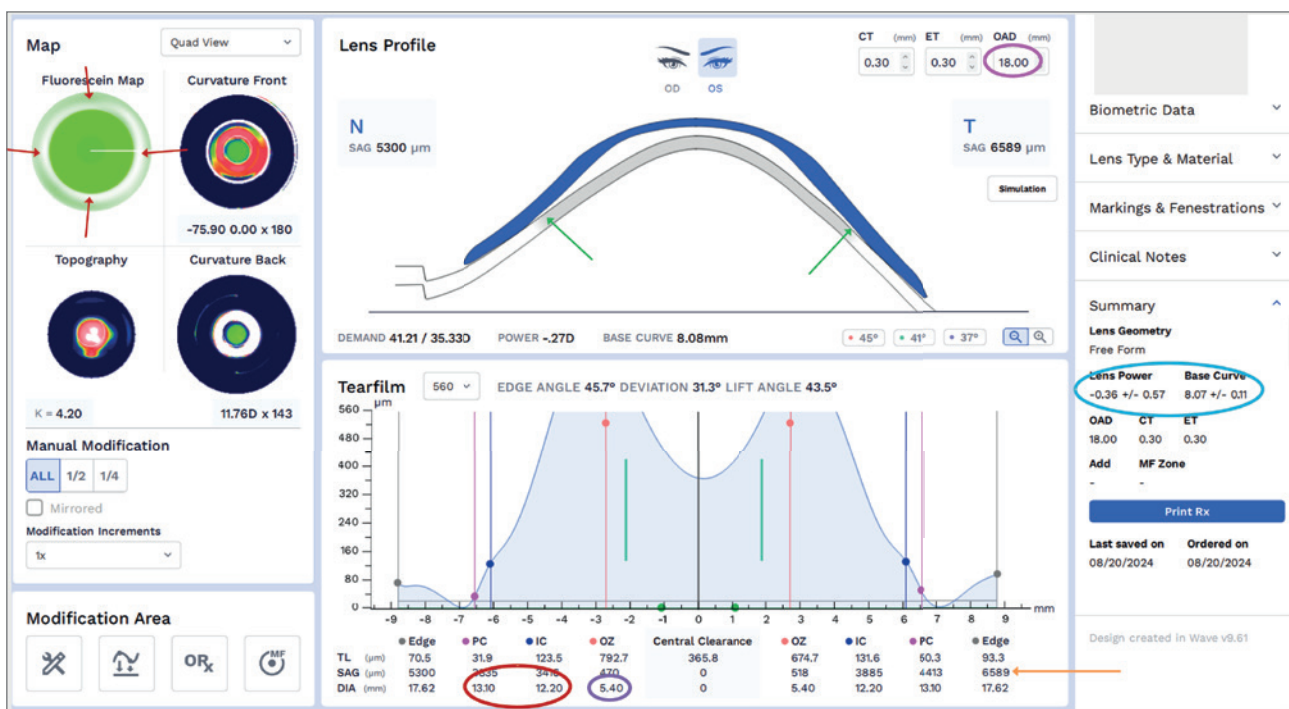 Map
Quad View
Fluorescein Map Curvature Front
-75.90 0.00 x 180
Topography Curvature Back
K = 4.20 11.76D x 143
Manual Modification
ALL 1/2 1/4
Mirrored
Modification Increments
1x
Modification Area
ORx MF
Lens Profile
OD OS
CT (mm) ET (mm) OAD (mm)
0.30 0.30 18.00
N
SAG 5300 µm
T
SAG 6589 µm
Simulation
DEMAND 41.21 / 35.33D POWER -.27D BASE CURVE 8.08mm
45° 41° 37°
Tearfilm 560 EDGE ANGLE 45.7° DEVIATION 31.3° LIFT ANGLE 43.5°
µm
560
480
400
320
240
160
80
0
-9 -8 -7 -6 -5 -4 -3 -2 -1 0 1 2 3 4 5 6 7 8 9 mm
Edge PC IC OZ Central Clearance OZ IC PC Edge
TL (µm) 70.5 31.9 123.5 792.7 365.8 674.7 131.6 50.3 93.3
SAG (µm) 5300 470 0 518 3885 4413 6589
DIA (mm) 17.62 13.10 12.20 5.40 0 5.40 12.20 13.10 17.62
Biometric Data
Lens Type & Material
Markings & Fenestrations
Clinical Notes
Summary
Lens Geometry
Free Form
Lens Power Base Curve
-0.36 +/- 0.57 8.07 +/- 0.11
OAD CT ET
18.00 0.30 0.30
Add MF Zone
- -
Print Rx
Last saved on Ordered on
08/20/2024 08/20/2024
Design created in Wave v9.61